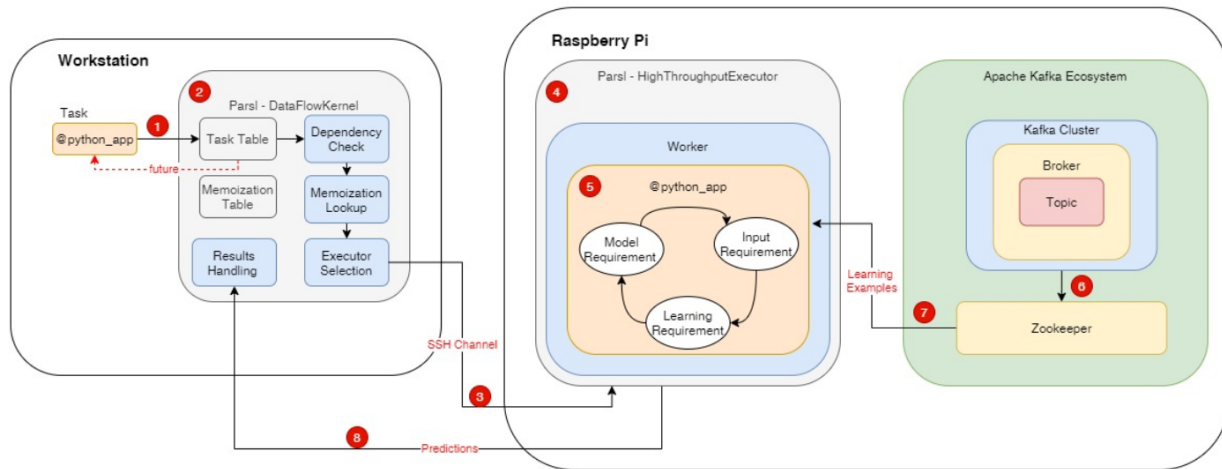 Workstation
Task
@python_app
1
future
2
Parsl - DataFlowKernel
Task Table
Dependency
Check
Memoization
Table
Memoization
Lookup
Results
Handling
Executor
Selection
SSH Channel
3
8
Predictions
Raspberry Pi
4
Parsl - HighThroughputExecutor
Worker
5
@python_app
Model
Requirement
Input
Requirement
Learning
Requirement
Learning
Examples
Apache Kafka Ecosystem
Kafka Cluster
Broker
Topic
6
7
Zookeeper